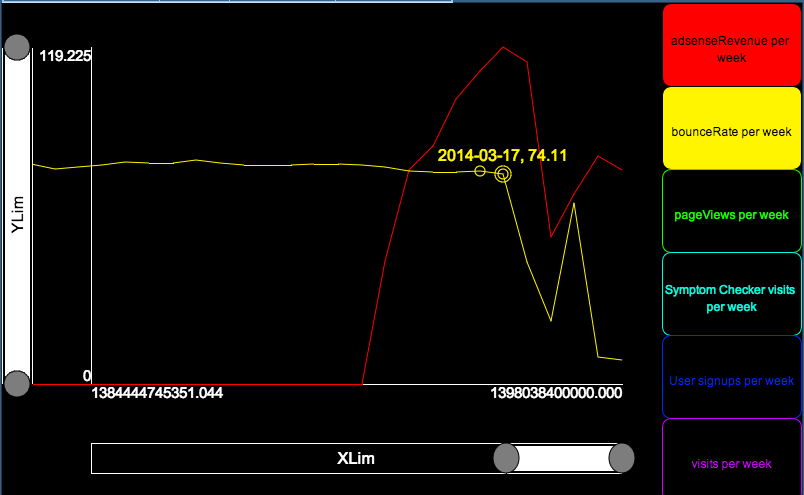 119.225
YLim
2014-03-17, 74.11
0
1384444745351.044
1398038400000.000
XLim
adsenseRevenue per
week
bounceRate per week
pageViews per week
Symptom Checker visits
per week
User signups per week
visits per week